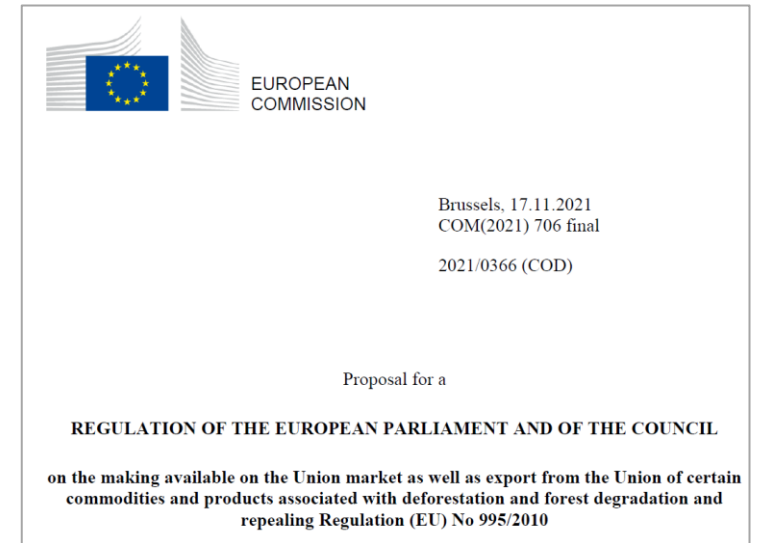 EUROPEAN
COMMISSION
Brussels, 17.11.2021
COM(2021) 706 final
2021/0366 (COD)
Proposal for a
REGULATION OF THE EUROPEAN PARLIAMENT AND OF THE COUNCIL
on the making available on the Union market as well as export from the Union of certain
commodities and products associated with deforestation and forest degradation and
repealing Regulation (EU) No 995/2010